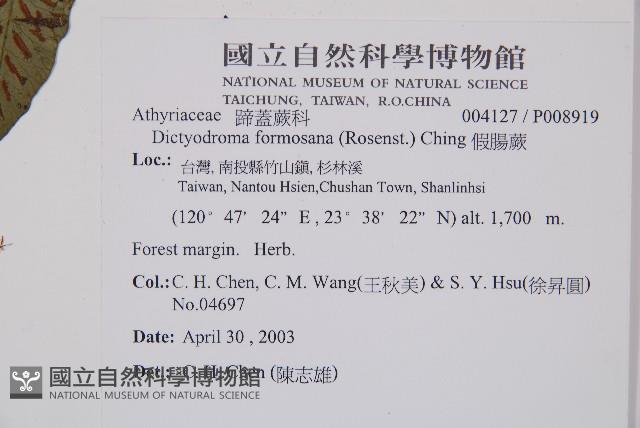 國立自然科學博物館
NATIONAL MUSEUM OF NATURAL SCIENCE
TAICHUNG, TAIWAN, R.O.CHINA
Athyriaceae 蹄蓋蕨科 004127 / P008919
Dictyodroma formosana (Rosenst.) Ching 假腸蕨
Loc.: 台灣, 南投縣竹山鎮, 杉林溪
Taiwan, Nantou Hsien,Chushan Town, Shanlinhsi
(120° 47' 24" E , 23° 38' 22" N) alt. 1,700 m.
Forest margin. Herb.
Col.: C. H. Chen, C. M. Wang(王秋美) & S. Y. Hsu(徐昇圓)
No.04697
Date: April 30 , 2003
Det.: C. H. Chen (陳志雄)
國立自然科學博物館
NATIONAL MUSEUM OF NATURAL SCIENCE